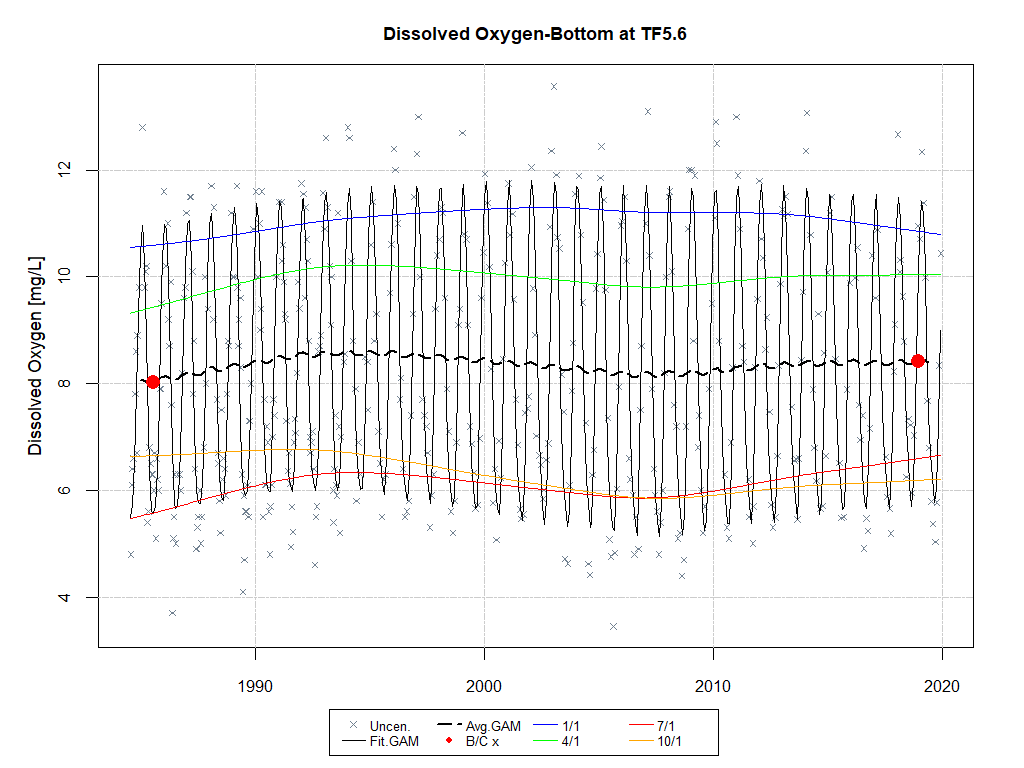 Dissolved Oxygen-Bottom at TF5.6
Dissolved Oxygen [mg/L]
12
10
8
6
4
1990 2000 2010 2020
Uncen. Avg.GAM 1/1 7/1
Fit.GAM B/C x 4/1 10/1